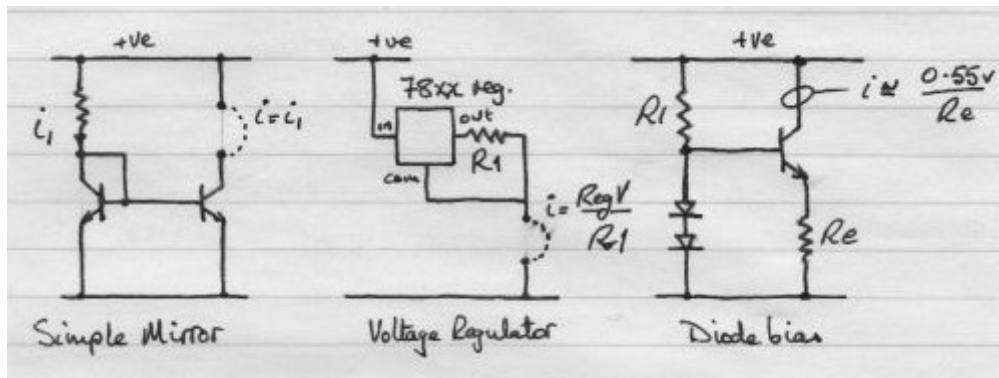 +ve
i1
i=i1
Simple Mirror
+ve
78xx reg.
in
out
com
R1
i= RegV
R1
Voltage Regulator
+ve
R1
i ≈ 0.55v
Re
Re
Diode bias